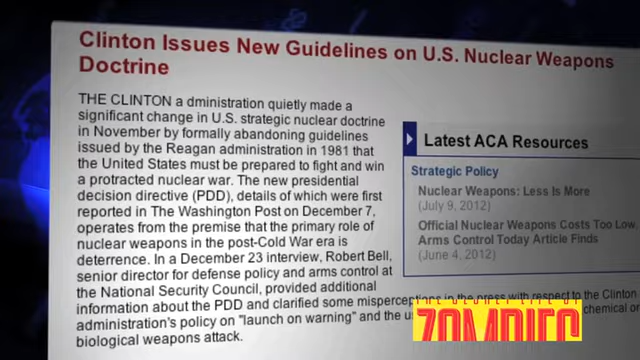 Clinton Issues New Guidelines on U.S. Nuclear Weapons
Doctrine
THE CLINTON a dministration quietly made a
significant change in U.S. strategic nuclear doctrine
in November by formally abandoning guidelines
issued by the Reagan administration in 1981 that
the United States must be prepared to fight and win
a protracted nuclear war. The new presidential
decision directive (PDD), details of which were first
reported in The Washington Post on December 7,
operates from the premise that the primary role of
nuclear weapons in the post-Cold War era is
deterrence. In a December 23 interview, Robert Bell,
senior director for defense policy and arms control at
the National Security Council, provided additional
information about the PDD and clarified some misperceptions in the press with respect to the Clinton
administration's policy on "launch on warning" and the chemical or
biological weapons attack.
Latest ACA Resources
Strategic Policy
Nuclear Weapons: Less Is More
(July 9, 2012)
Official Nuclear Weapons Costs Too Low,
Arms Control Today Article Finds
(June 4, 2012)
THE SECRET LIFE OF
ZOMBIES